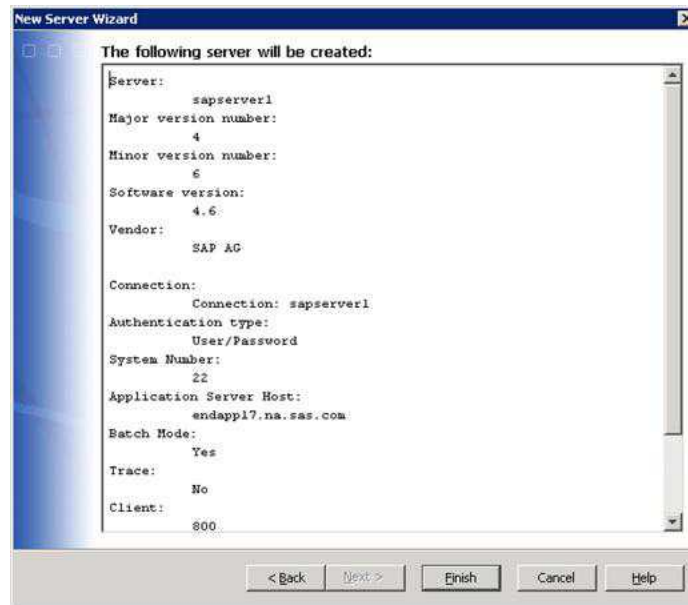 New Server Wizard
The following server will be created:
Server:
sapserver1
Major version number:
4
Minor version number:
6
Software version:
4.6
Vendor:
SAP AG
Connection:
Connection: sapserver1
Authentication type:
User/Password
System Number:
22
Application Server Host:
endapp17.na.sas.com
Batch Mode:
Yes
Trace:
No
Client:
800
< Back Next > Finish Cancel Help